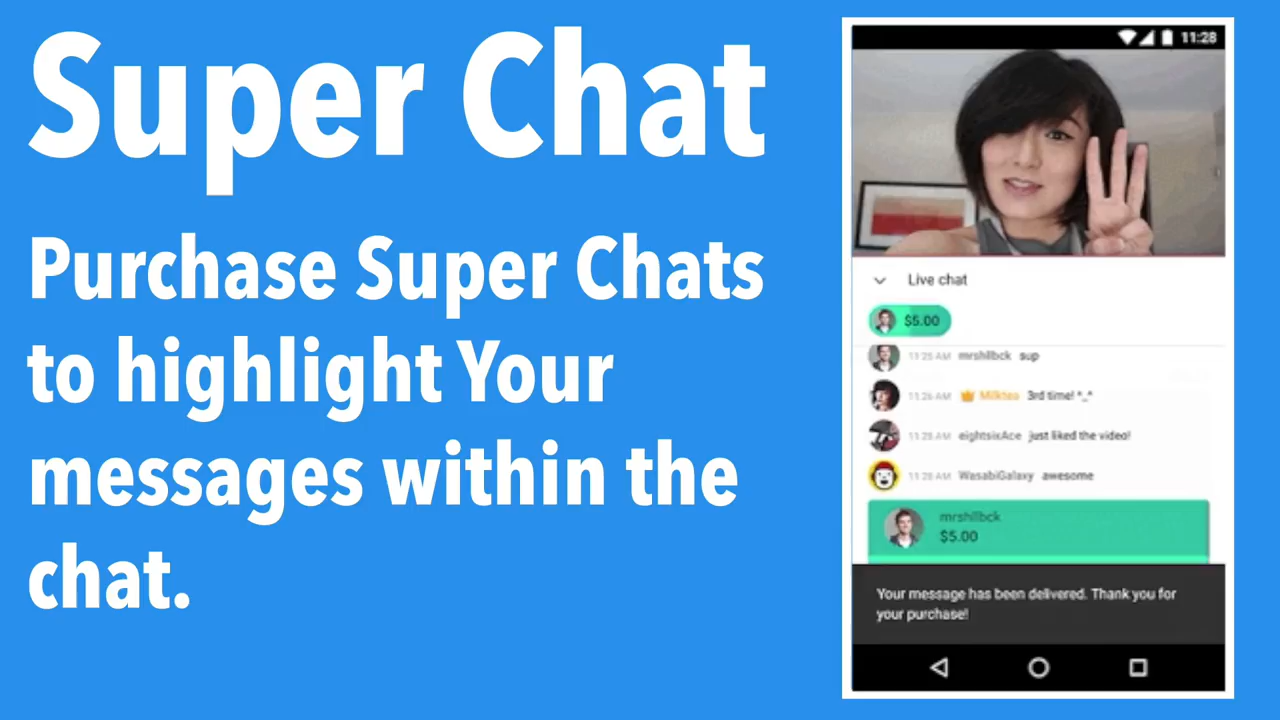 Super Chat
Purchase Super Chats
to highlight Your
messages within the
chat.
11:28
Live chat
$5.00
11:25 AM mrshllbck sup
11:26 AM Milktea 3rd time! ^_^
11:28 AM eightsixAce just liked the video!
11:28 AM WasabiGalaxy awesome
mrshllbck
$5.00
Your message has been delivered. Thank you for
your purchase!